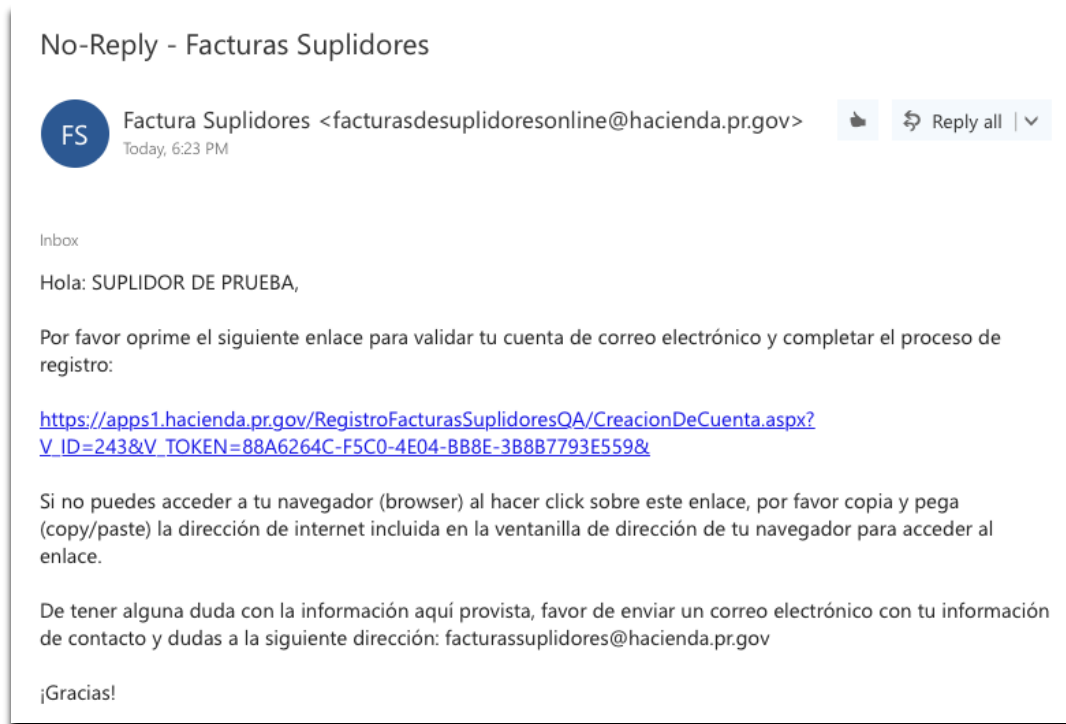 No-Reply - Facturas Suplidores
FS
Factura Suplidores <facturasdesuplidoresonline@hacienda.pr.gov>
Reply all
Today, 6:23 PM
Inbox
Hola: SUPLIDOR DE PRUEBA,
Por favor oprime el siguiente enlace para validar tu cuenta de correo electrónico y completar el proceso de
registro:
https://apps1.hacienda.pr.gov/RegistroFacturasSuplidoresQA/CreacionDeCuenta.aspx?
V_ID=243&V_TOKEN=88A6264C-F5C0-4E04-BB8E-3B8B7793E559&
Si no puedes acceder a tu navegador (browser) al hacer click sobre este enlace, por favor copia y pega
(copy/paste) la dirección de internet incluida en la ventanilla de dirección de tu navegador para acceder al
enlace.
De tener alguna duda con la información aquí provista, favor de enviar un correo electrónico con tu información
de contacto y dudas a la siguiente dirección: facturassuplidores@hacienda.pr.gov
¡Gracias!